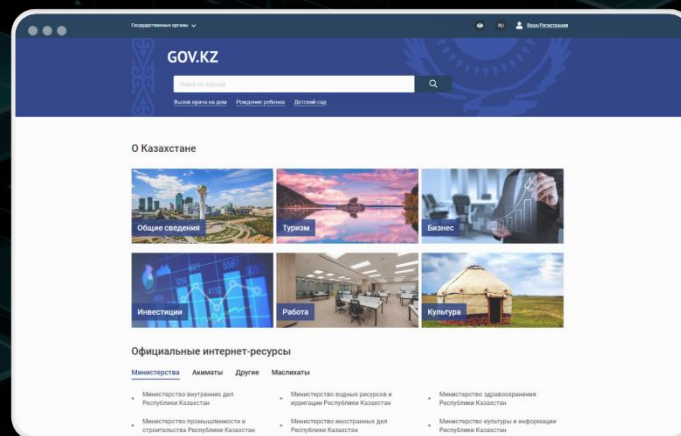 Государственные органы
RU
Вход/Регистрация
GOV.KZ
Поиск по порталу
Вызов врача на дом Рождение ребенка Детский сад
О Казахстане
Общие сведения
Туризм
Бизнес
Инвестиции
Работа
Культура
Официальные интернет-ресурсы
Министерства Акиматы Другие Маслихаты
Министерство внутренних дел
Республики Казахстан
Министерство водных ресурсов и
ирригации Республики Казахстан
Министерство здравоохранения
Республики Казахстан
Министерство промышленности и
строительства Республики Казахстан
Министерство иностранных дел
Республики Казахстан
Министерство культуры и информации
Республики Казахстан